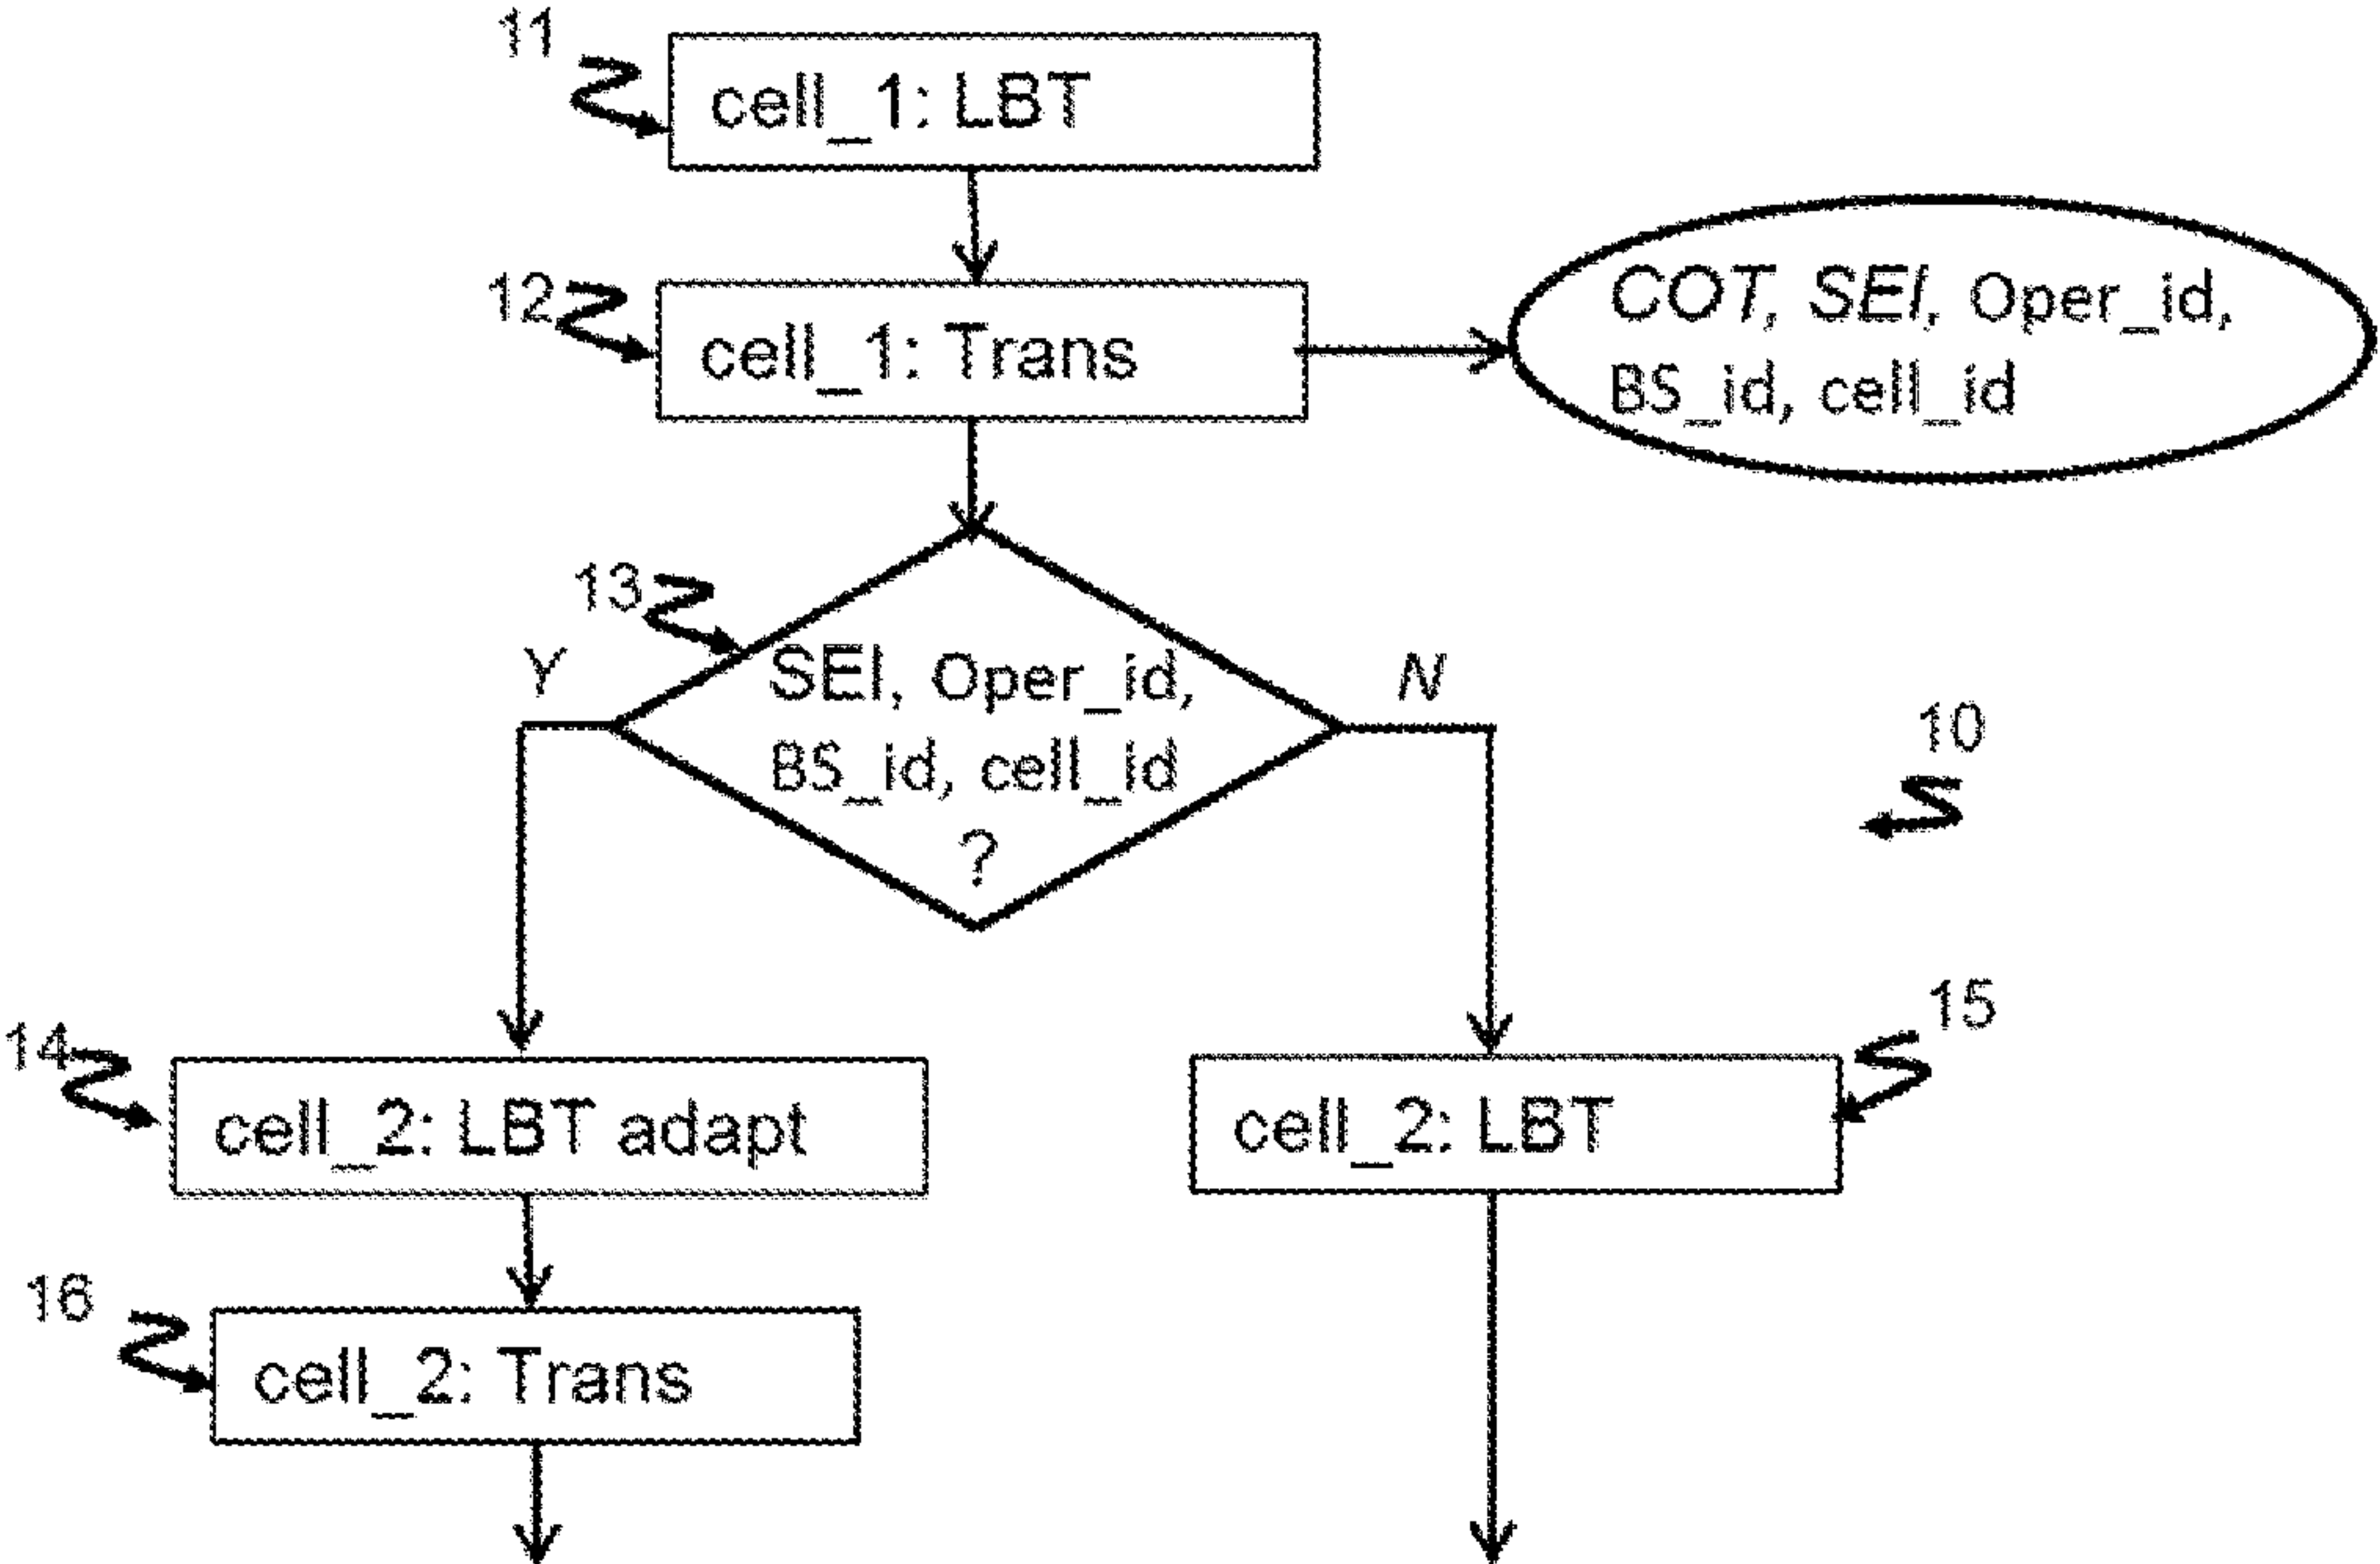 11
cell_1: LBT
12
cell_1: Trans
COT, SEI, Oper_id,
BS_id, cell_id
13
Y
SEI, Oper_id,
BS_id, cell_id
?
N
10
14
cell_2: LBT adapt
15
cell_2: LBT
16
cell_2: Trans